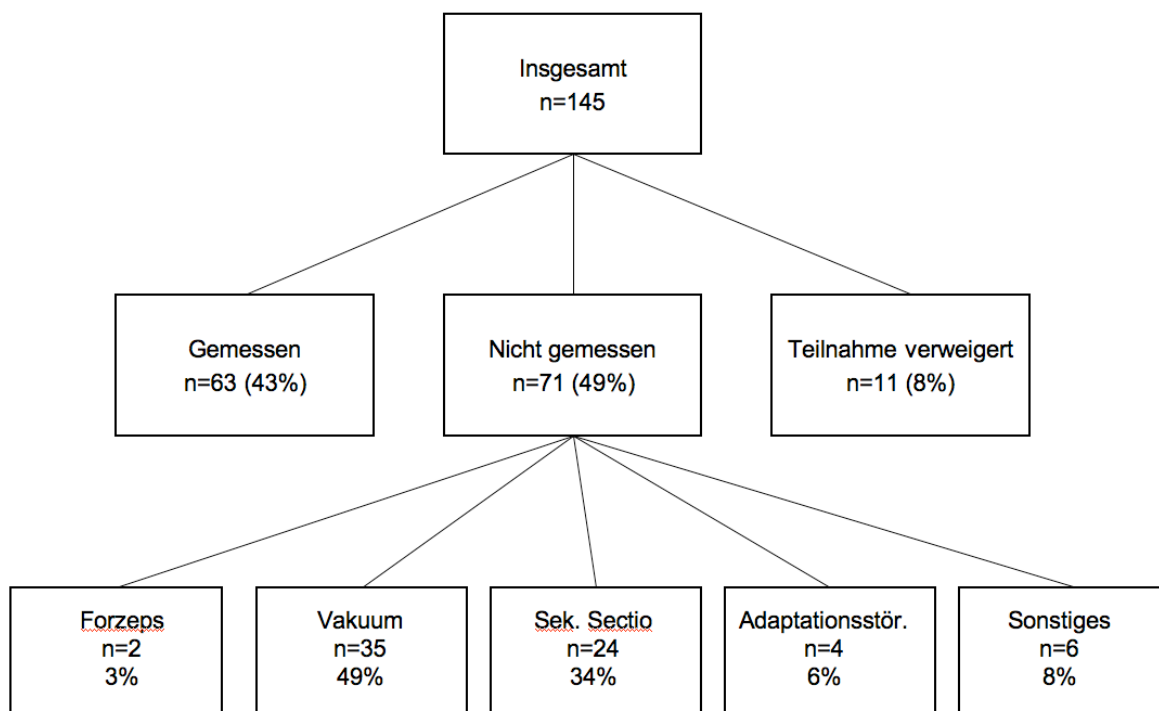 Insgesamt
n=145
Gemessen
n=63 (43%)
Nicht gemessen
n=71 (49%)
Teilnahme verweigert
n=11 (8%)
Forzeps
n=2
3%
Vakuum
n=35
49%
Sek. Sectio
n=24
34%
Adaptationsstör.
n=4
6%
Sonstiges
n=6
8%